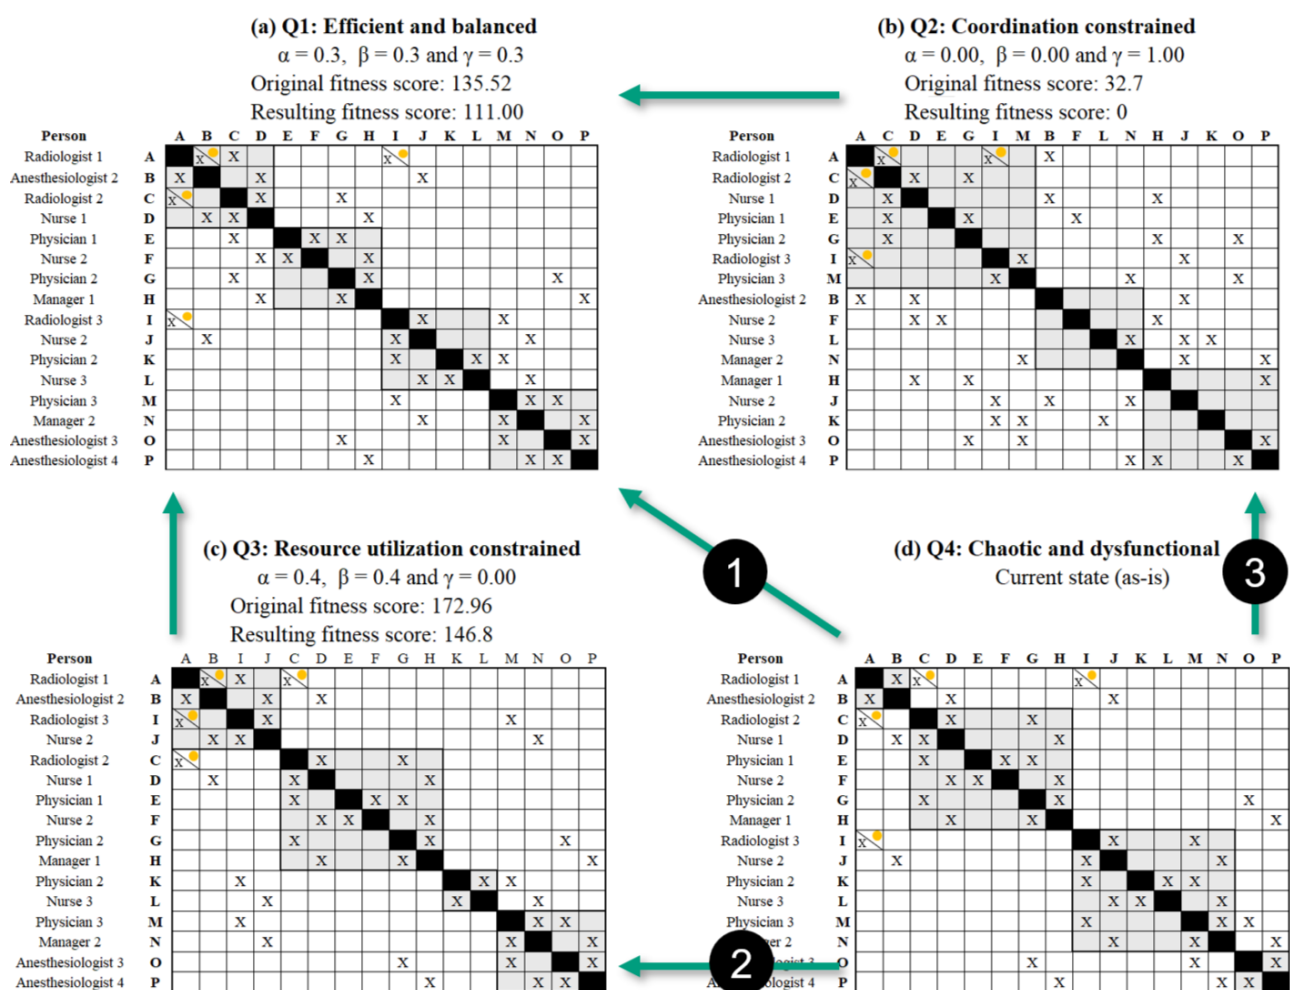 (a) Q1: Efficient and balanced
α = 0.3, β = 0.3 and γ = 0.3
Original fitness score: 135.52
Resulting fitness score: 111.00
Person A B C D E F G H I J K L M N O P
Radiologist 1 A x X x
Anesthesiologist 2 B X X X
Radiologist 2 C x X X
Nurse 1 D X X X
Physician 1 E X X X
Nurse 2 F X X X
Physician 2 G X X X
Manager 1 H X X X
Radiologist 3 I x X X
Nurse 2 J X X X
Physician 2 K X X X
Nurse 3 L X X X
Physician 3 M X X X
Manager 2 N X X X
Anesthesiologist 3 O X X X
Anesthesiologist 4 P X X X
(b) Q2: Coordination constrained
α = 0.00, β = 0.00 and γ = 1.00
Original fitness score: 32.7
Resulting fitness score: 0
Person A C D E G I M B F L N H J K O P
Radiologist 1 A x x X
Radiologist 2 C x X X
Nurse 1 D X X X
Physician 1 E X X X
Physician 2 G X X X
Radiologist 3 I x X X
Physician 3 M X X X
Anesthesiologist 2 B X X X
Nurse 2 F X X X
Nurse 3 L X X X
Manager 2 N X X X
Manager 1 H X X X
Nurse 2 J X X X
Physician 2 K X X X
Anesthesiologist 3 O X X X
Anesthesiologist 4 P X X X
(c) Q3: Resource utilization constrained
α = 0.4, β = 0.4 and γ = 0.00
Original fitness score: 172.96
Resulting fitness score: 146.8
Person A B I J C D E F G H K L M N O P
Radiologist 1 A x X x
Anesthesiologist 2 B X X X
Radiologist 3 I x X X
Nurse 2 J X X X
Radiologist 2 C x X X
Nurse 1 D X X X
Physician 1 E X X X
Nurse 2 F X X X
Physician 2 G X X X
Manager 1 H X X X
Physician 2 K X X X
Nurse 3 L X X X
Physician 3 M X X X
Manager 2 N X X X
Anesthesiologist 3 O X X X
Anesthesiologist 4 P X X X
1
(d) Q4: Chaotic and dysfunctional
Current state (as-is)
3
Person A B C D E F G H I J K L M N O P
Radiologist 1 A X x x
Anesthesiologist 2 B X X X
Radiologist 2 C x X X
Nurse 1 D X X X
Physician 1 E X X X
Nurse 2 F X X X
Physician 2 G X X X
Manager 1 H X X X
Radiologist 3 I x X X
Nurse 2 J X X X
Physician 2 K X X X
Nurse 3 L X X X
Physician 3 M X X X
2 N X X X
2
O X X X
P X X X